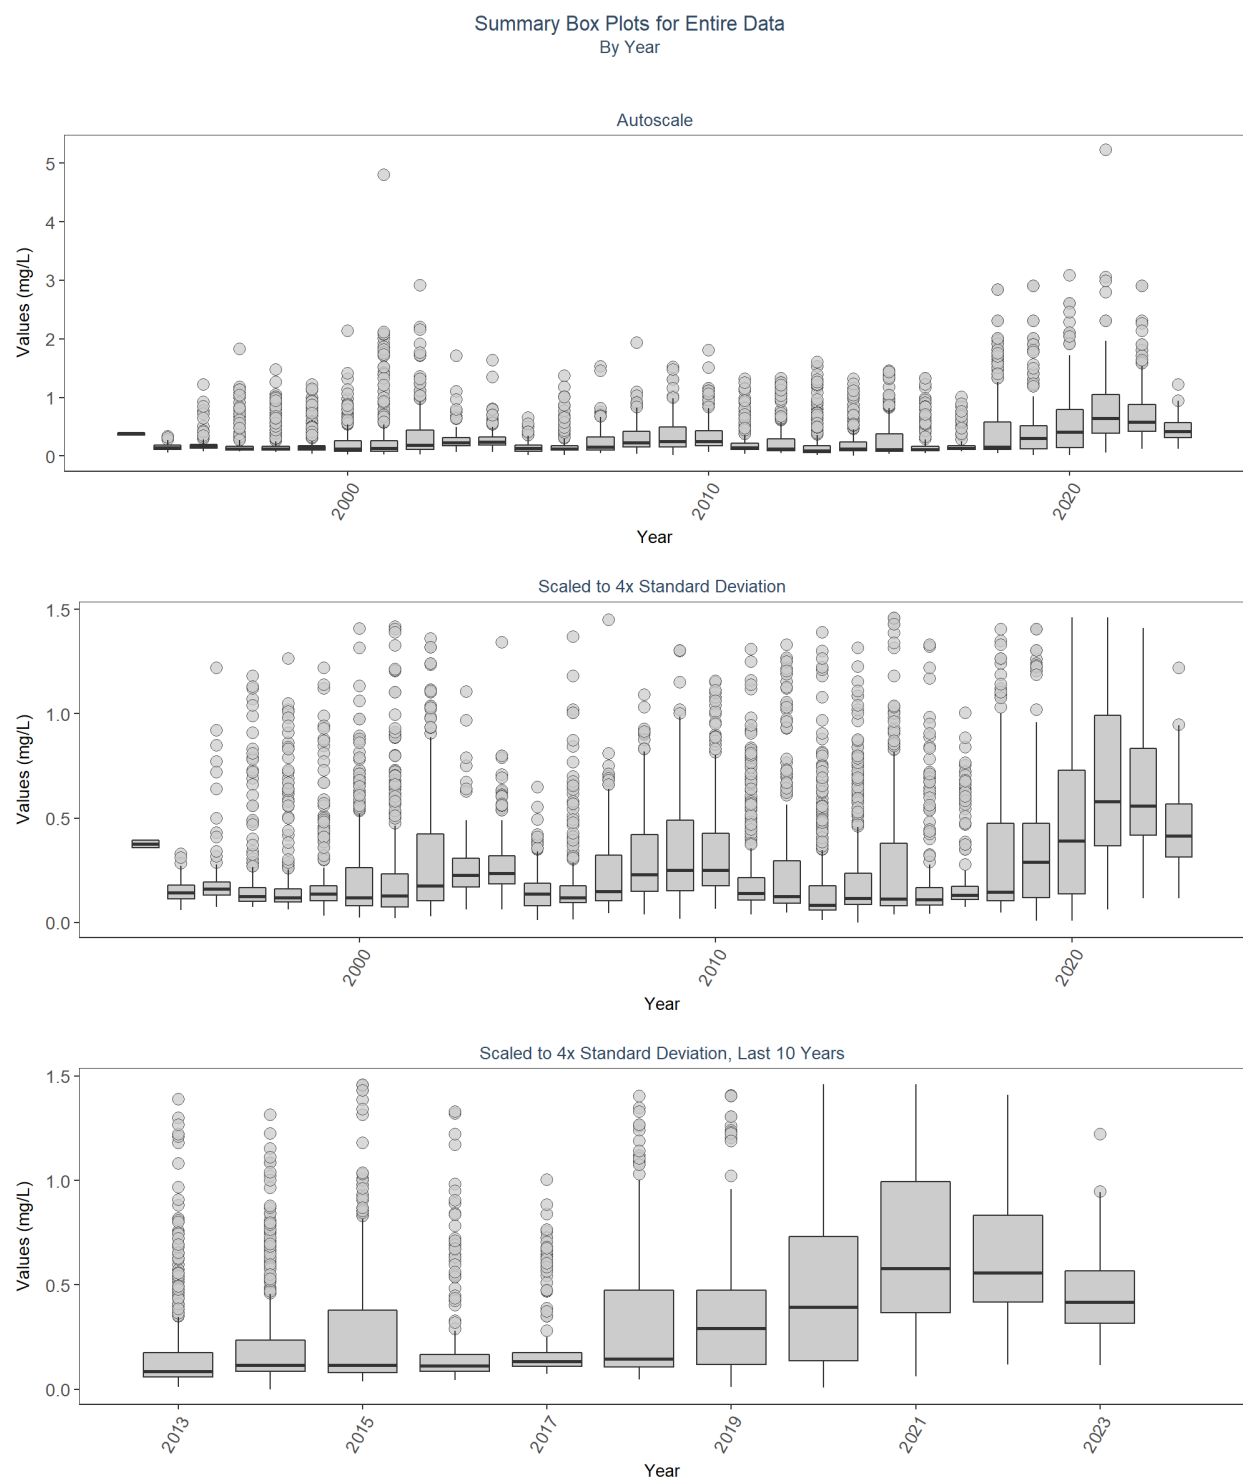 Summary Box Plots for Entire Data
By Year
Autoscale
Values (mg/L)
5
4
3
2
1
0
2000
2010
2020
Year
Scaled to 4x Standard Deviation
Values (mg/L)
1.5
1.0
0.5
0.0
2000
2010
2020
Year
Scaled to 4x Standard Deviation, Last 10 Years
Values (mg/L)
1.5
1.0
0.5
0.0
2013
2015
2017
2019
2021
2023
Year